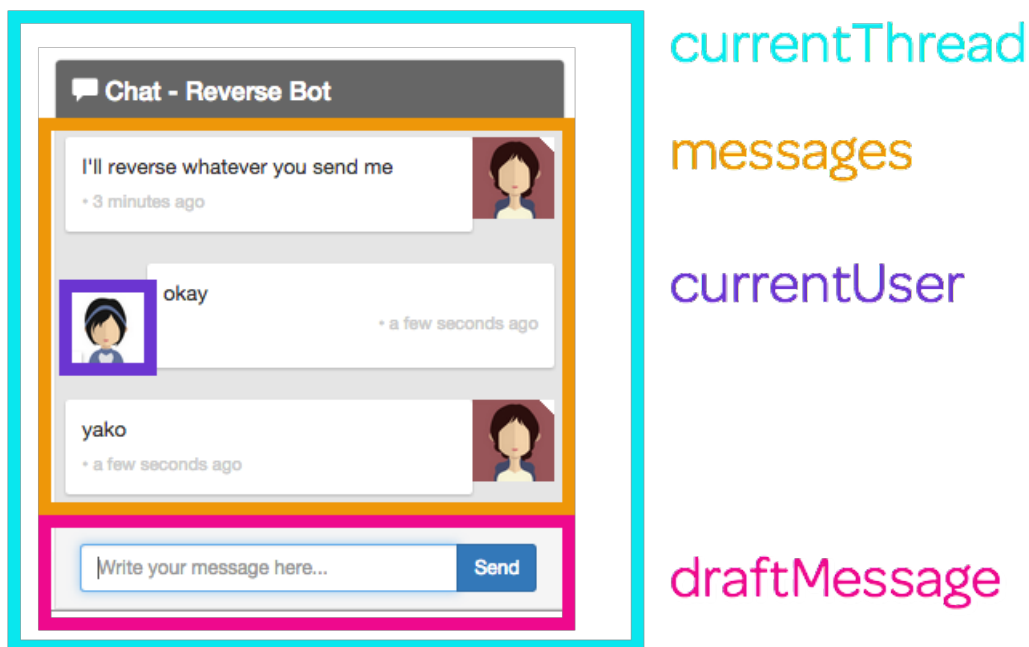 currentThread
Chat - Reverse Bot
messages
I'll reverse whatever you send me
• 3 minutes ago
currentUser
okay
• a few seconds ago
yako
• a few seconds ago
draftMessage
Write your message here...
Send